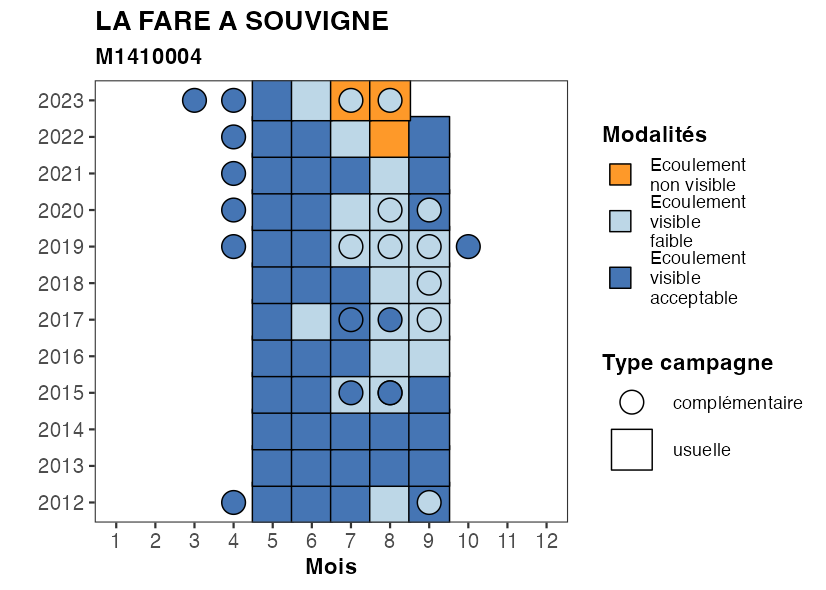 LA FARE A SOUVIGNE
M1410004
2023
2022
2021
2020
2019
2018
2017
2016
2015
2014
2013
2012
1 2 3 4 5 6 7 8 9 10 11 12
Mois
Modalités
Ecoulement
non visible
Ecoulement
visible
faible
Ecoulement
visible
acceptable
Type campagne
complémentaire
usuelle